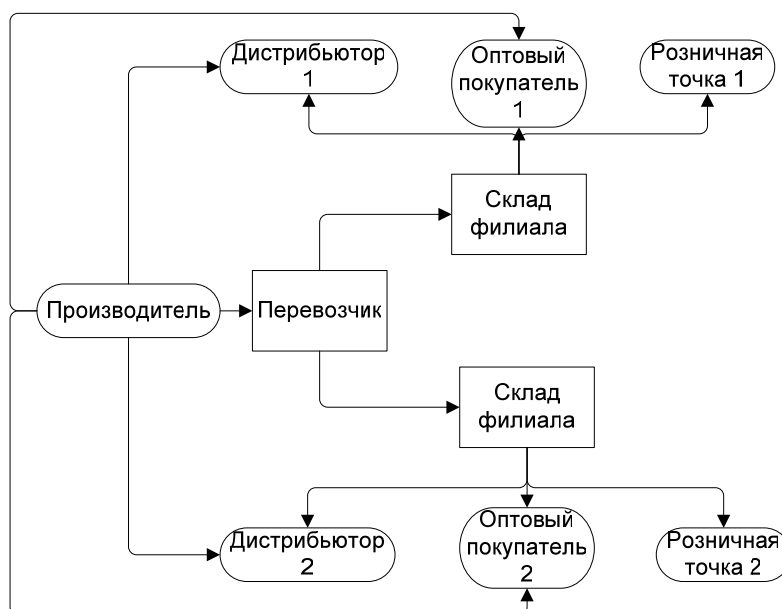 Дистрибьютор
1
Оптовый
покупатель
1
Розничная
точка 1
Склад
филиала
Производитель
Перевозчик
Склад
филиала
Дистрибьютор
2
Оптовый
покупатель
2
Розничная
точка 2